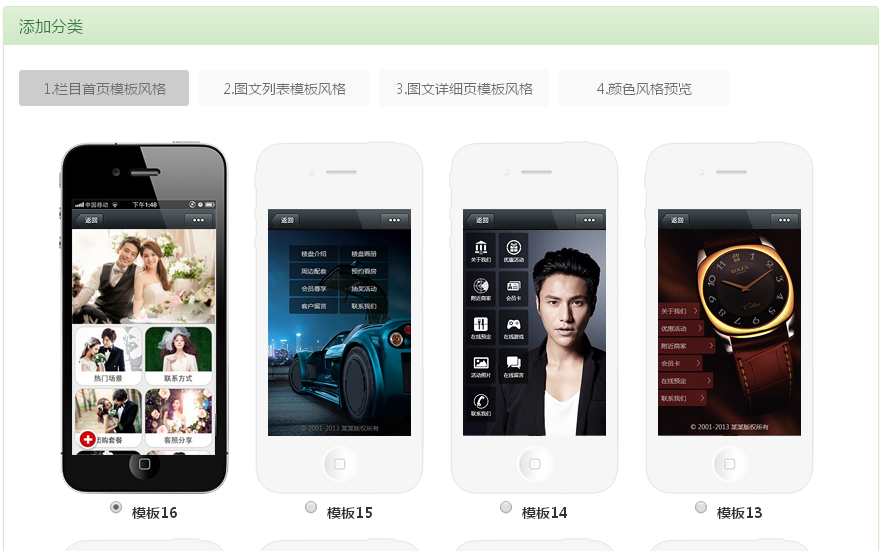 添加分类
1.栏目首页模板风格
2.图文列表模板风格
3.图文详细页模板风格
4.颜色风格预览
中国移动 下午1:48
返回
热门场景 联系方式
团购套餐 客照分享
模板16
返回
楼盘介绍 楼盘画册
周边配套 预约看房
会员尊享 抽奖活动
客户留言 联系我们
© 2001-2013 某某版权所有
模板15
返回
关于我们 优惠活动
附近商家 会员卡
在线预定 在线游戏
活动照片 在线留言
联系我们
模板14
返回
ROLEX
关于我们
优惠活动
附近商家
会员卡
在线预定
联系我们
© 2001-2013 某某版权所有
模板13